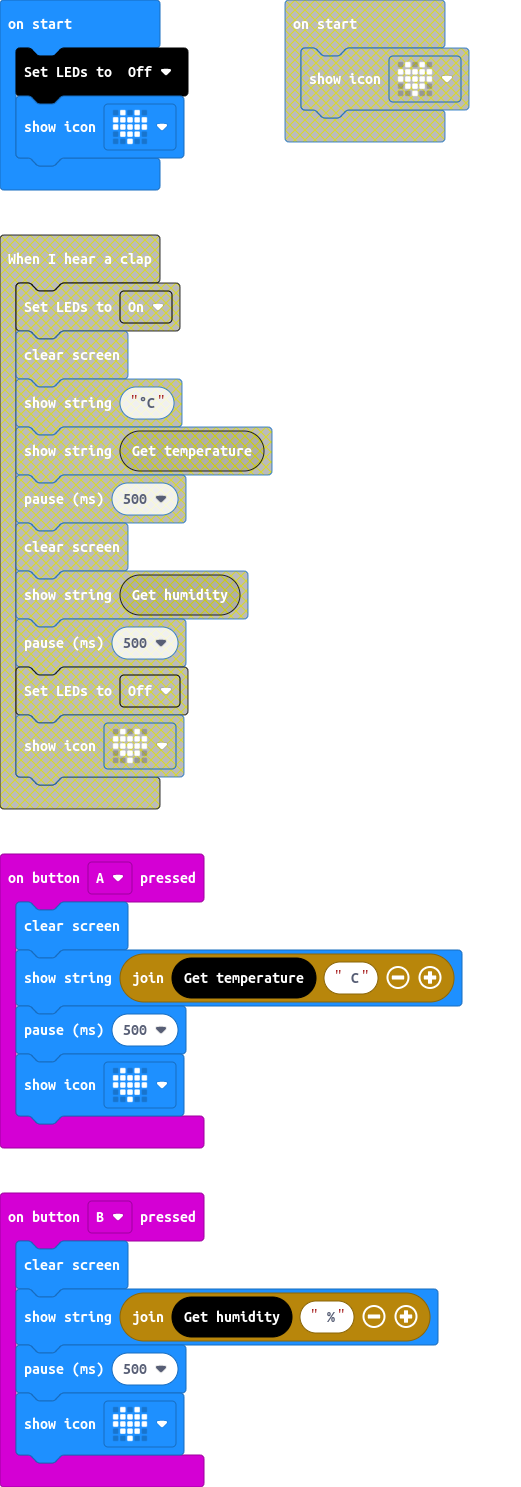 on start
Set LEDs to Off
show icon
on start
show icon
When I hear a clap
Set LEDs to On
clear screen
show string "°C"
show string Get temperature
pause (ms) 500
clear screen
show string Get humidity
pause (ms) 500
Set LEDs to Off
show icon
on button A pressed
clear screen
show string join Get temperature " C"
pause (ms) 500
show icon
on button B pressed
clear screen
show string join Get humidity " %"
pause (ms) 500
show icon